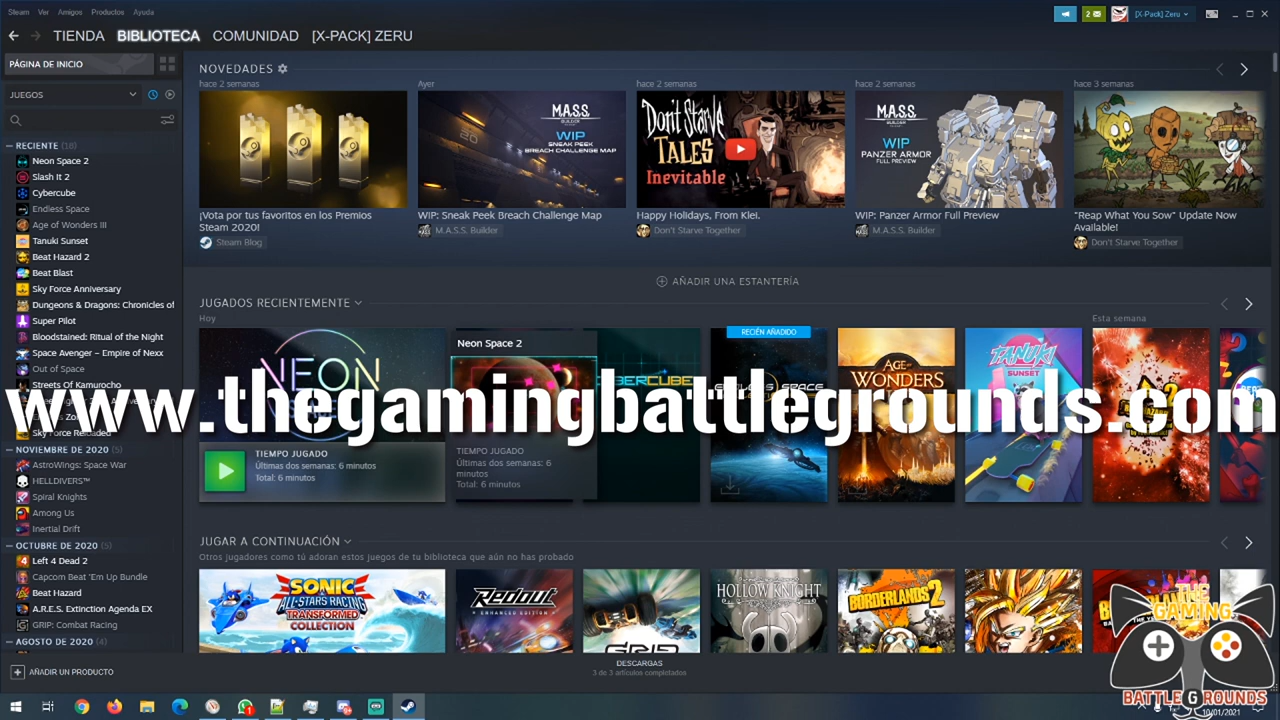 Steam Ver Amigos Productos Ayuda
2
[X-Pack] Zeru
TIENDA BIBLIOTECA COMUNIDAD [X-PACK] ZERU
PÁGINA DE INICIO
JUEGOS
RECIENTE (18)
Neon Space 2
Slash It 2
Cybercube
Endless Space
Age of Wonders III
Tanuki Sunset
Beat Hazard 2
Beat Blast
Sky Force Anniversary
Dungeons & Dragons: Chronicles of
Super Pilot
Bloodstained: Ritual of the Night
Space Avenger – Empire of Nexx
Out of Space
Streets Of Kamurocho
Sky Force Reloaded
NOVIEMBRE DE 2020 (5)
AstroWings: Space War
HELLDIVERS™
Spiral Knights
Among Us
Inertial Drift
OCTUBRE DE 2020 (5)
Left 4 Dead 2
Capcom Beat 'Em Up Bundle
Beat Hazard
A.R.E.S. Extinction Agenda EX
GRIP: Combat Racing
AGOSTO DE 2020 (4)
AÑADIR UN PRODUCTO
NOVEDADES
hace 2 semanas
¡Vota por tus favoritos en los Premios
Steam 2020!
Steam Blog
Ayer
M.A.S.S.
BUILDER
WIP
SNEAK PEEK
BREACH CHALLENGE MAP
WIP: Sneak Peek Breach Challenge Map
M.A.S.S. Builder
hace 2 semanas
Don't Starve
TALES
Inevitable
Happy Holidays, From Klei.
Don't Starve Together
hace 2 semanas
M.A.S.S.
BUILDER
WIP
PANZER ARMOR
FULL PREVIEW
WIP: Panzer Armor Full Preview
M.A.S.S. Builder
hace 3 semanas
"Reap What You Sow" Update Now
Available!
Don't Starve Together
AÑADIR UNA ESTANTERÍA
JUGADOS RECIENTEMENTE
Hoy
Esta semana
NEON
TIEMPO JUGADO
Últimas dos semanas: 6 minutos
Total: 6 minutos
Neon Space 2
TIEMPO JUGADO
Últimas dos semanas: 6
minutos
Total: 6 minutos
RECIÉN AÑADIDO
AGE OF
WONDERS
TANUKI
SUNSET
www.thegamingbattlegrounds.com
JUGAR A CONTINUACIÓN
Otros jugadores como tú adoran estos juegos de tu biblioteca que aún no has probado
SONIC
ALL-STARS RACING
TRANSFORMED
COLLECTION
Redout
ENHANCED EDITION
GRIP
HOLLOW KNIGHT
BORDERLANDS 2
DESCARGAS
3 de 3 artículos completados
THE
GAMING
BATTLEGROUNDS
10/01/2021